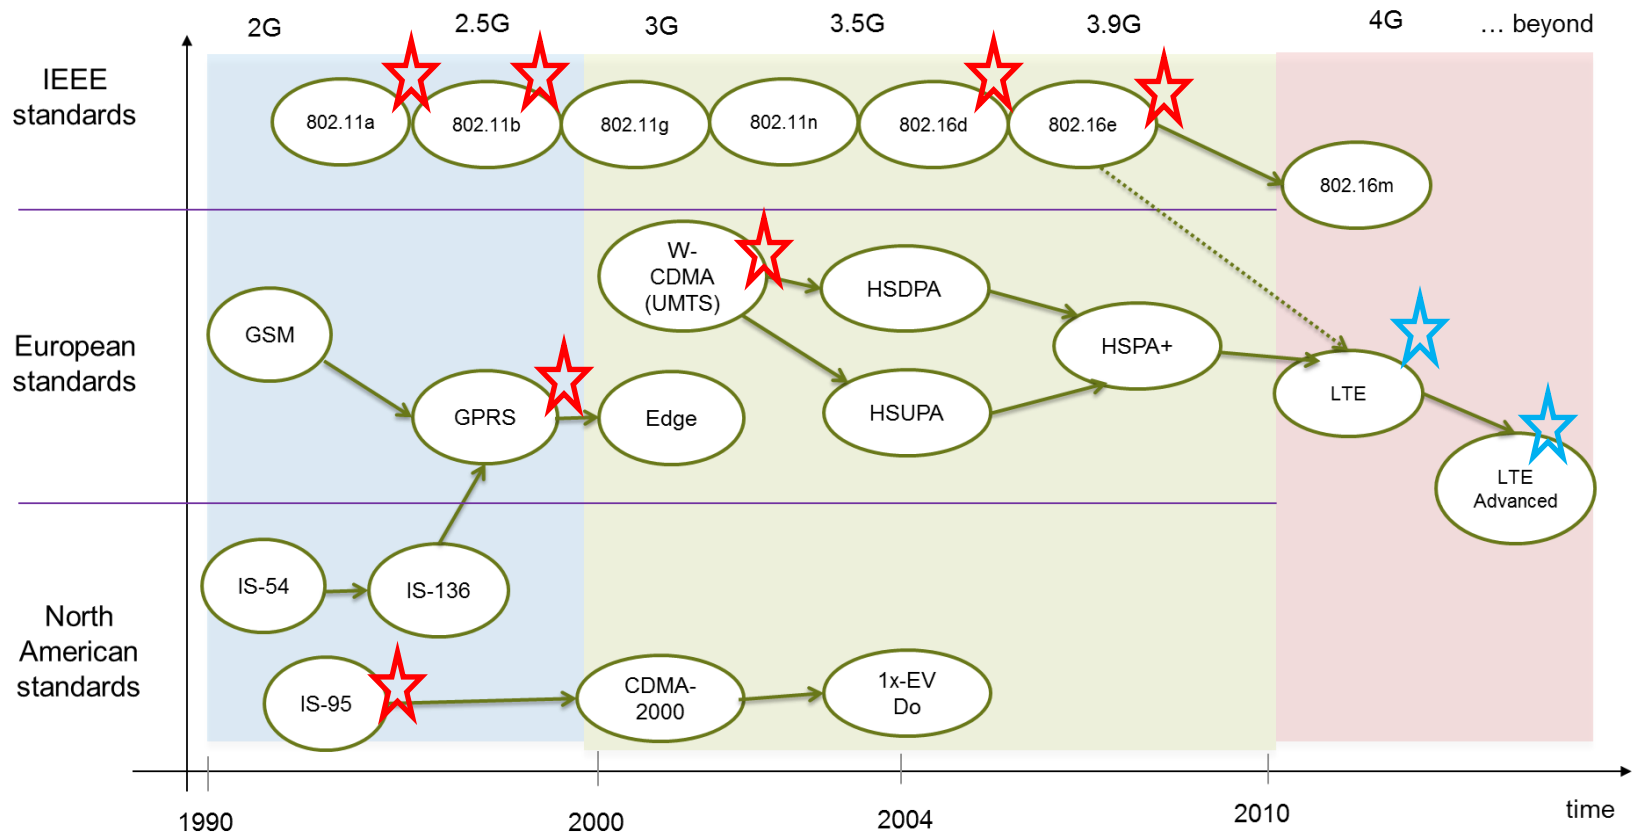 2G
2.5G
3G
3.5G
3.9G
4G
... beyond
IEEE
standards
802.11a
802.11b
802.11g
802.11n
802.16d
802.16e
802.16m
European
standards
GSM
GPRS
W-
CDMA
(UMTS)
Edge
HSDPA
HSUPA
HSPA+
LTE
LTE
Advanced
North
American
standards
IS-54
IS-136
IS-95
CDMA-
2000
1x-EV
Do
1990
2000
2004
2010
time